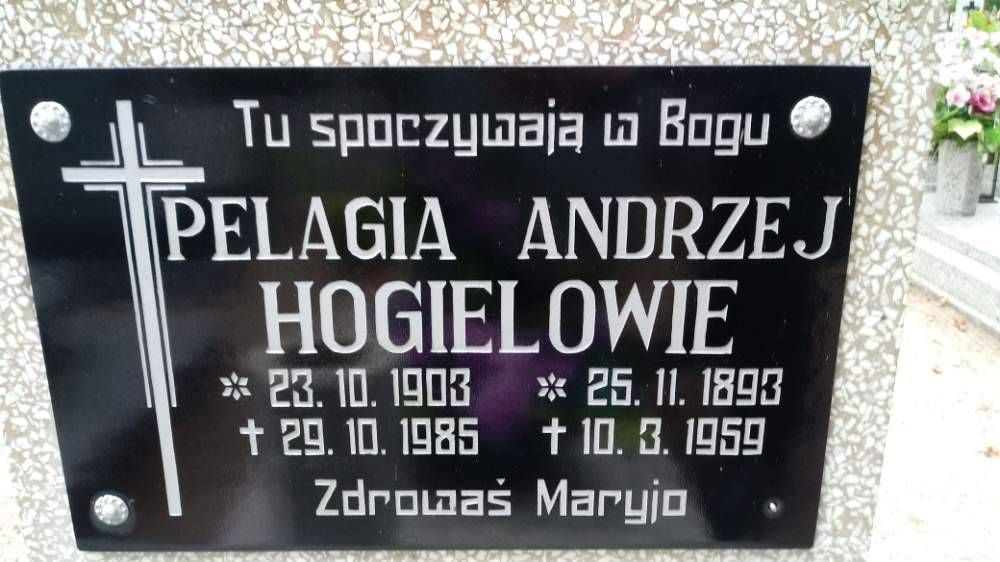 Tu spoczywają w Bogu
PELAGIA ANDRZEJ
HOGIELOWIE
* 23. 10. 1903 * 25. 11. 1893
† 29. 10. 1985 † 10. 3. 1959
Zdrowaś Maryjo